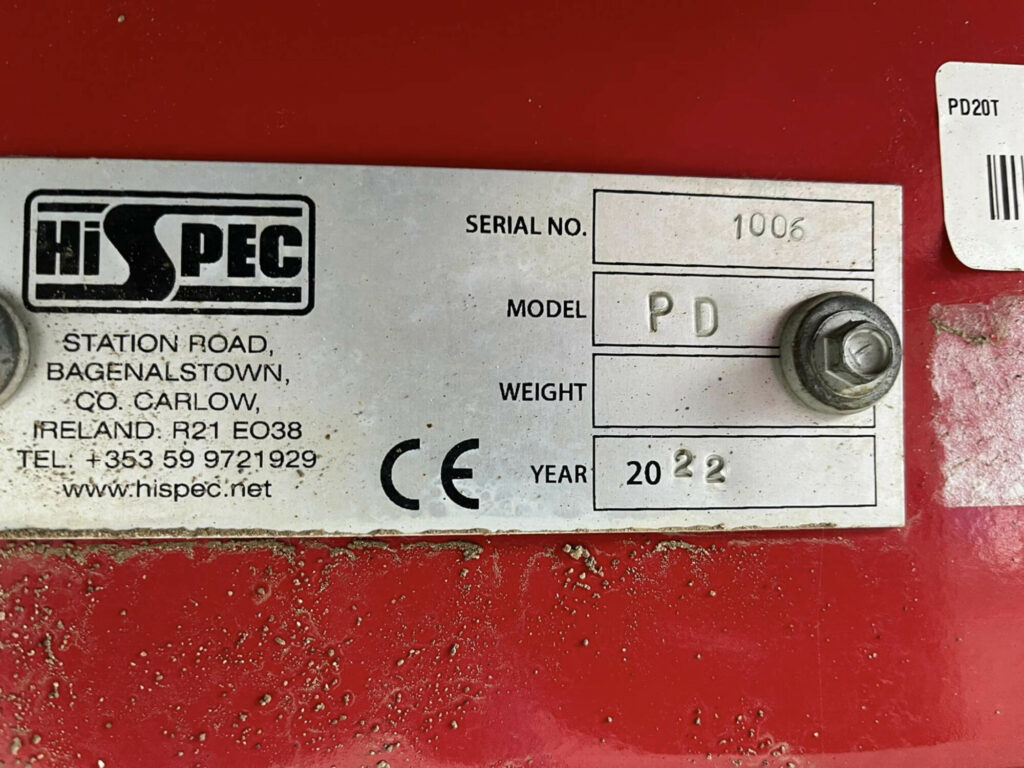 PD20T
HiSPEC
STATION ROAD,
BAGENALSTOWN,
CO. CARLOW,
IRELAND. R21 EO38
TEL: +353 59 9721929
www.hispec.net
CE
SERIAL NO. 1006
MODEL PD
WEIGHT
YEAR 2022